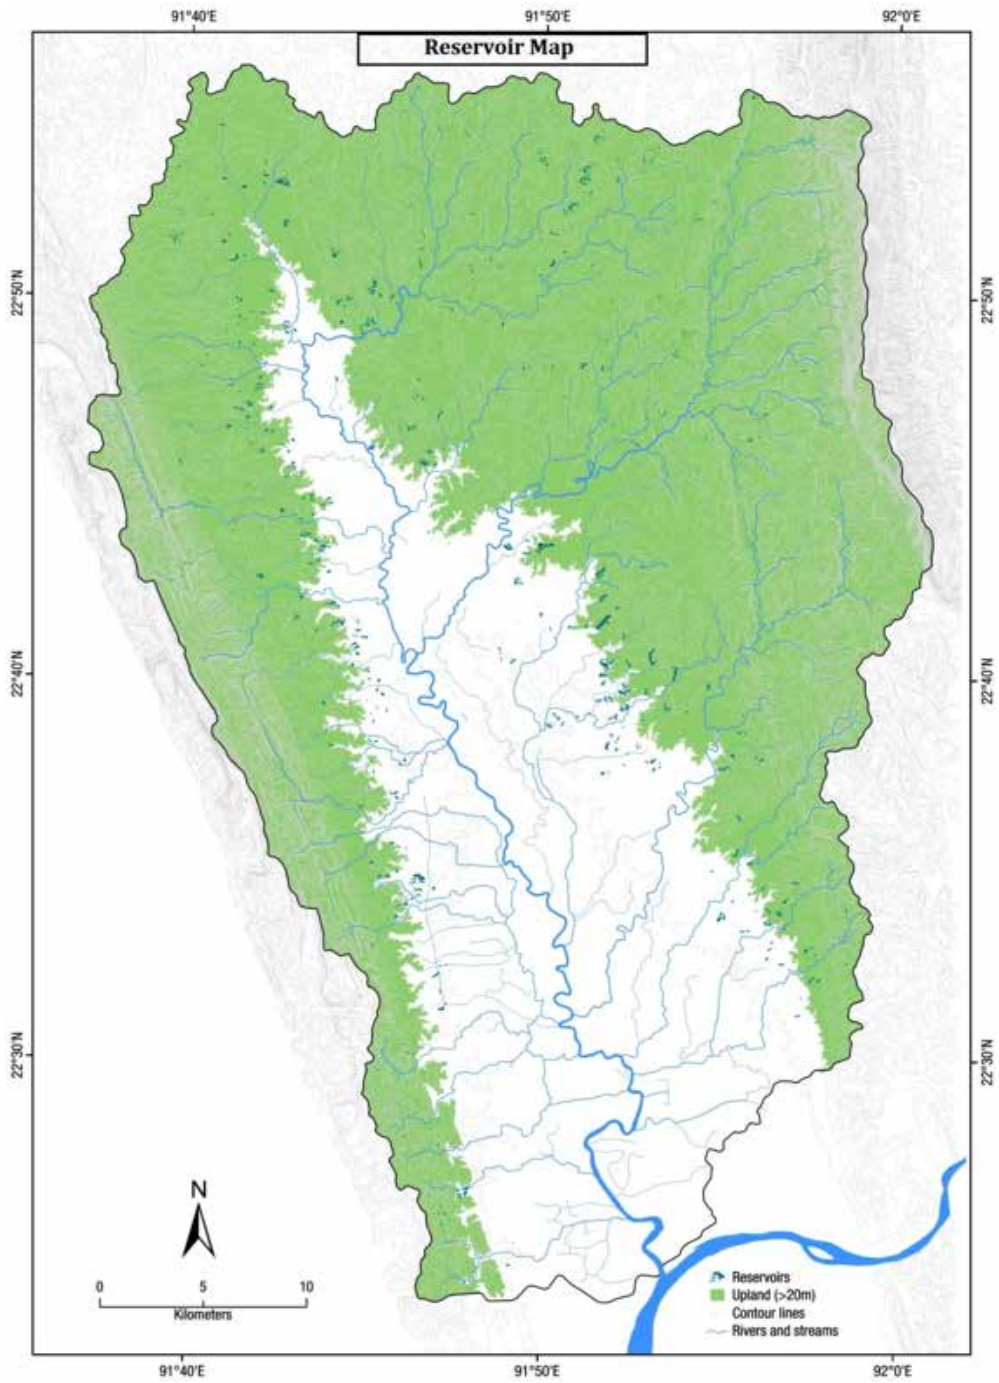 91°40'E
91°50'E
92°0'E
Reservoir Map
22°50'N
22°50'N
22°40'N
22°40'N
22°30'N
22°30'N
N
0 5 10
Kilometers
Reservoirs
Upland (>20m)
Contour lines
Rivers and streams
91°40'E
91°50'E
92°0'E